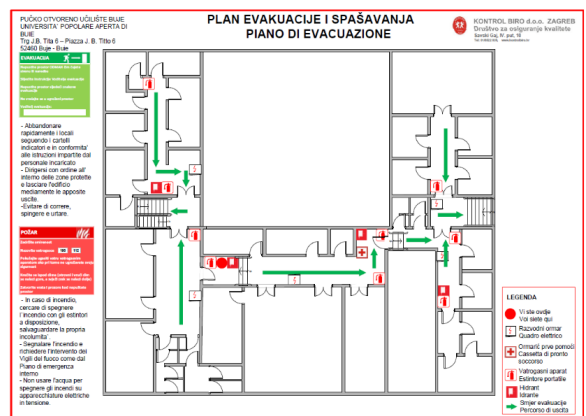 PUČKO OTVORENO UČILIŠTE BUJE
UNIVERSITA' POPOLARE APERTA DI
BUIE
Trg J.B. Tita 6 – Piazza J. B. Tito 6
52460 Buje - Buie
PLAN EVAKUACIJE I SPAŠAVANJA
PIANO DI EVACUAZIONE
KONTROL BIRO d.o.o. ZAGREB
Društvo za osiguranje kvalitete
EVAKUACIJA
- Abbandonare
rapidamente i locali
seguendo i cartelli
indicatori e in conformita'
alle istruzioni impartite dal
personale incaricato
- Dirigersi con ordine all'
interno delle zone protette
e lasciare l'edificio
mediamente le apposite
uscite.
-Evitare di correre,
spingere e urtare.
POŽAR
- In caso di incendio,
cercare di spegnere
l'incendio con gli estintori
a disposizione,
salvaguardare la propria
incolumita'.
- Segnalare l'incendio e
richiedere l'intervento del
Vigili del fuoco come dal
Piano di emergenza
interno
- Non usare l'acqua per
spegnere gli incendi su
apparecchiature elettriche
in tensione.
LEGENDA
Vi ste ovdje
Voi siete qui
Razvodni ormar
Quadro elettrico
Ormarić prve pomoći
Cassetta di pronto
soccorso
Vatrogasni aparat
Estintore portatile
Hidrant
Idrante
Smjer evakuacije
Percorso di uscita